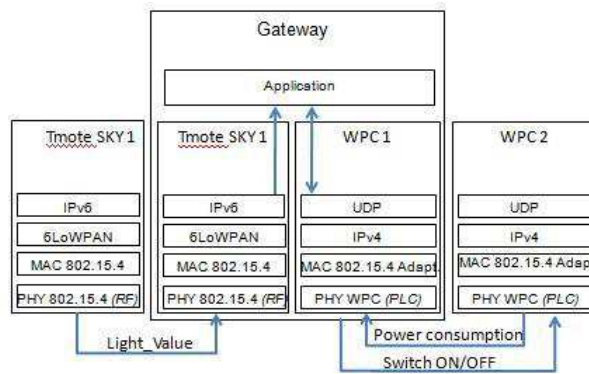 Gateway
Application
Tmote SKY 1
Tmote SKY 1
WPC 1
WPC 2
IPv6
IPv6
UDP
UDP
6LoWPAN
6LoWPAN
IPv4
IPv4
MAC 802.15.4
MAC 802.15.4
MAC 802.15.4 Adapt.
MAC 802.15.4 Adap
PHY 802.15.4 (RF)
PHY 802.15.4 (RF)
PHY WPC (PLC)
PHY WPC (PLC)
Light_Value
Power consumption
Switch ON/OFF